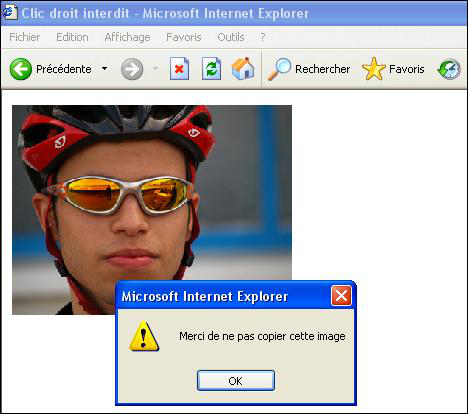 Clic droit interdit - Microsoft Internet Explorer
Fichier Edition Affichage Favoris Outils ?
Précédente Rechercher Favoris
Microsoft Internet Explorer
Merci de ne pas copier cette image
OK